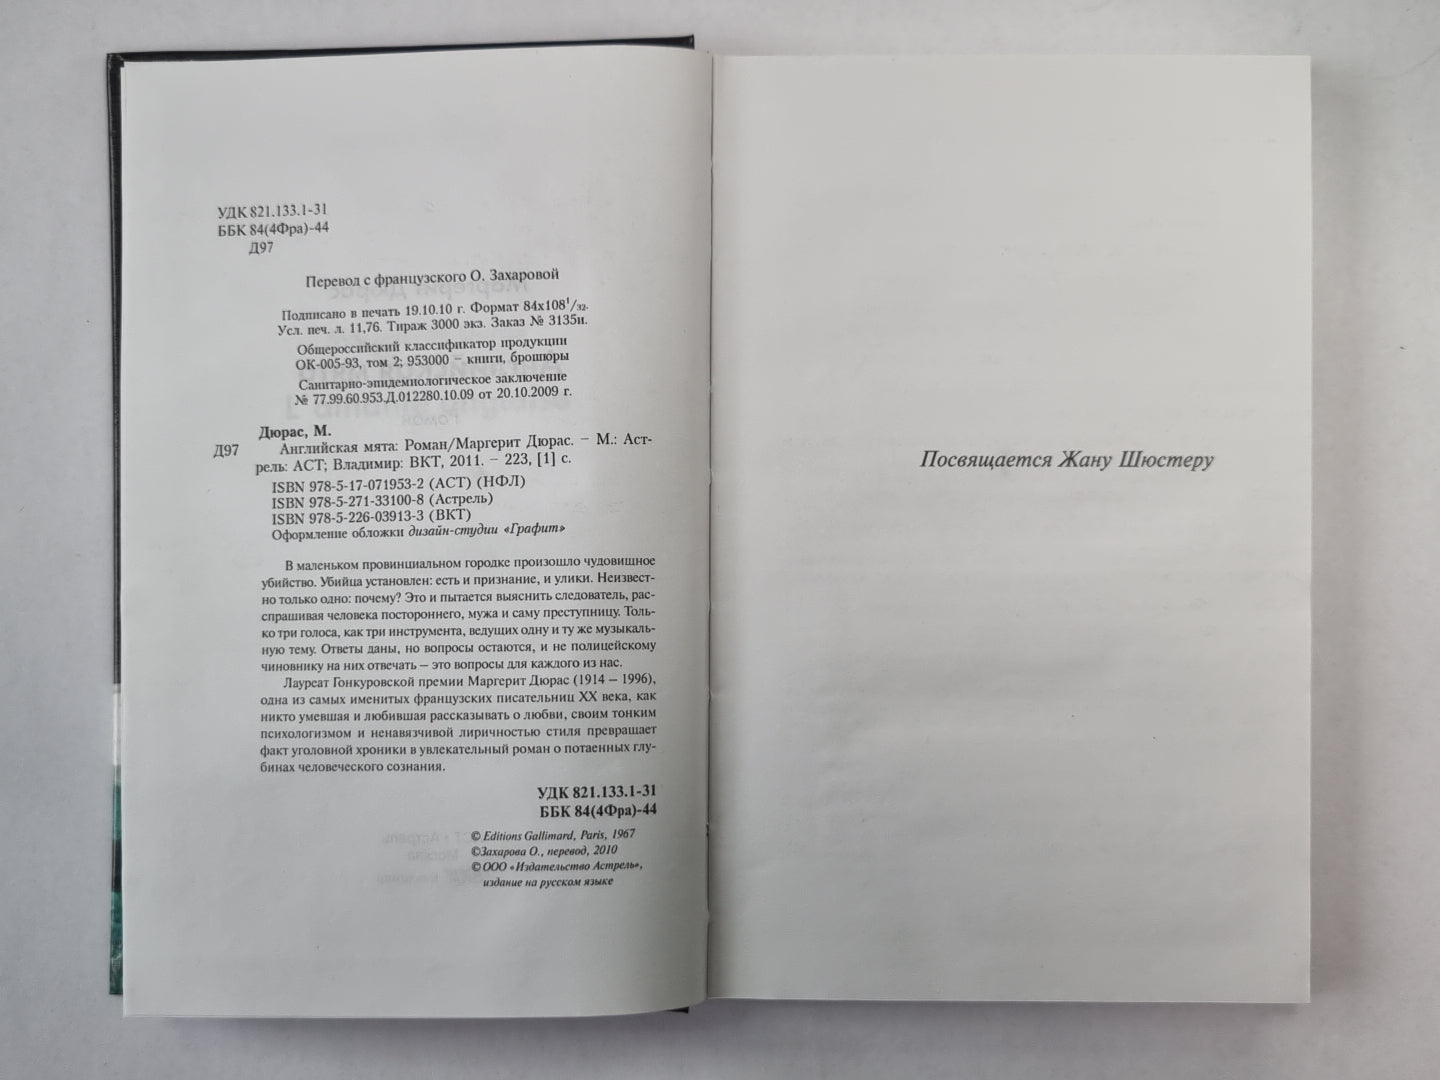 УДК 821.133.1-31
ББК 84(4Фра)-44
Д97
Перевод с французского О. Захаровой
Подписано в печать 19.10.10 г. Формат 84x108 1/32.
Усл. печ. л. 11,76. Тираж 3000 экз. Заказ № 3135и.
Общероссийский классификатор продукции
ОК-005-93, том 2; 953000 – книги, брошюры
Санитарно-эпидемиологическое заключение
№ 77.99.60.953.Д.012280.10.09 от 20.10.2009 г.
Дюрас, М.
Д97 Английская мята: Роман/Маргерит Дюрас. – М.: Аст-
рель: АСТ; Владимир: ВКТ, 2011. – 223, [1] с.
ISBN 978-5-17-071953-2 (АСТ) (НФЛ)
ISBN 978-5-271-33100-8 (Астрель)
ISBN 978-5-226-03913-3 (ВКТ)
Оформление обложки дизайн-студии «Графит»
В маленьком провинциальном городке произошло чудовищное
убийство. Убийца установлен: есть и признание, и улики. Неизвест-
но только одно: почему? Это и пытается выяснить следователь, рас-
спрашивая человека постороннего, мужа и саму преступницу. Толь-
ко три голоса, как три инструмента, ведущих одну и ту же музыкаль-
ную тему. Ответы даны, но вопросы остаются, и не полицейскому
чиновнику на них отвечать – это вопросы для каждого из нас.
Лауреат Гонкуровской премии Маргерит Дюрас (1914 – 1996),
одна из самых именитых французских писательниц XX века, как
никто умевшая и любившая рассказывать о любви, своим тонким
психологизмом и ненавязчивой лиричностью стиля превращает
факт уголовной хроники в увлекательный роман о потаенных глу-
бинах человеческого сознания.
УДК 821.133.1-31
ББК 84(4Фра)-44
© Editions Gallimard, Paris, 1967
©Захарова О., перевод, 2010
© ООО «Издательство Астрель»,
издание на русском языке
Посвящается Жану Шюстеру